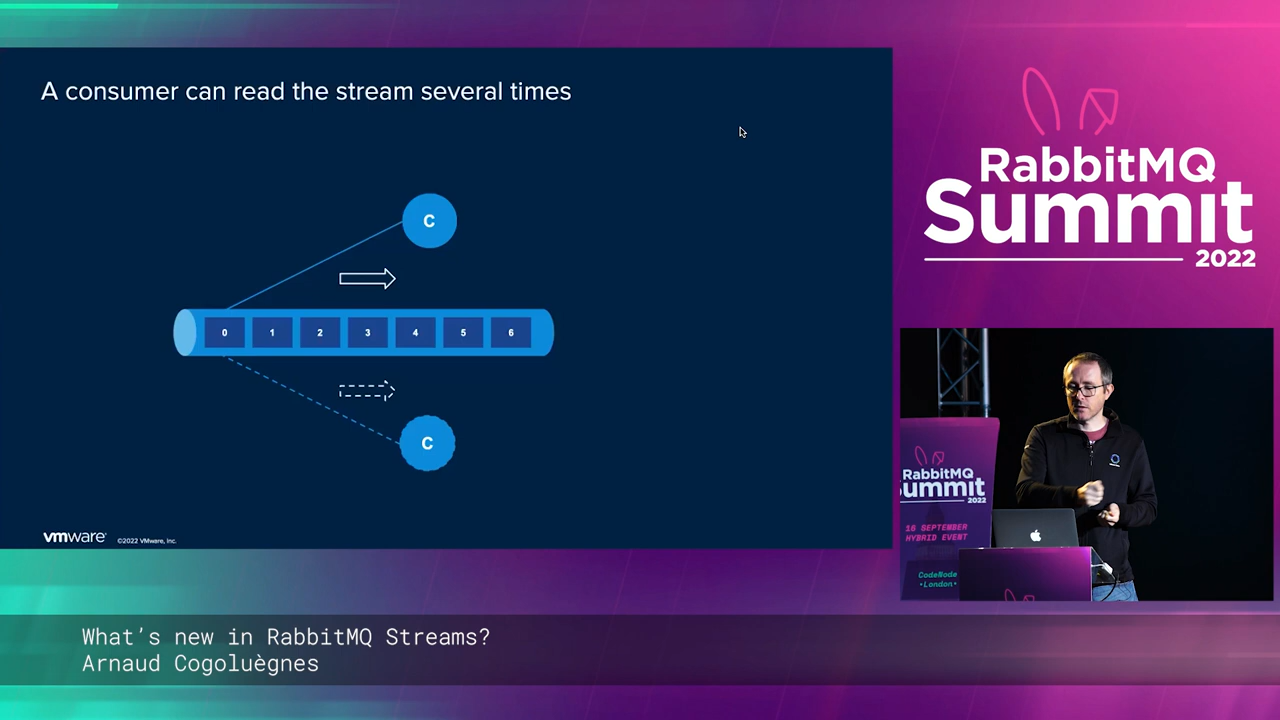 A consumer can read the stream several times
C
0 1 2 3 4 5 6
C
vmware
©2022 VMware, Inc.
RabbitMQ
Summit
2022
RabbitMQ
Summit
2022
16 SEPTEMBER
HYBRID EVENT
CodeNode
•London•
What's new in RabbitMQ Streams?
Arnaud Cogoluègnes